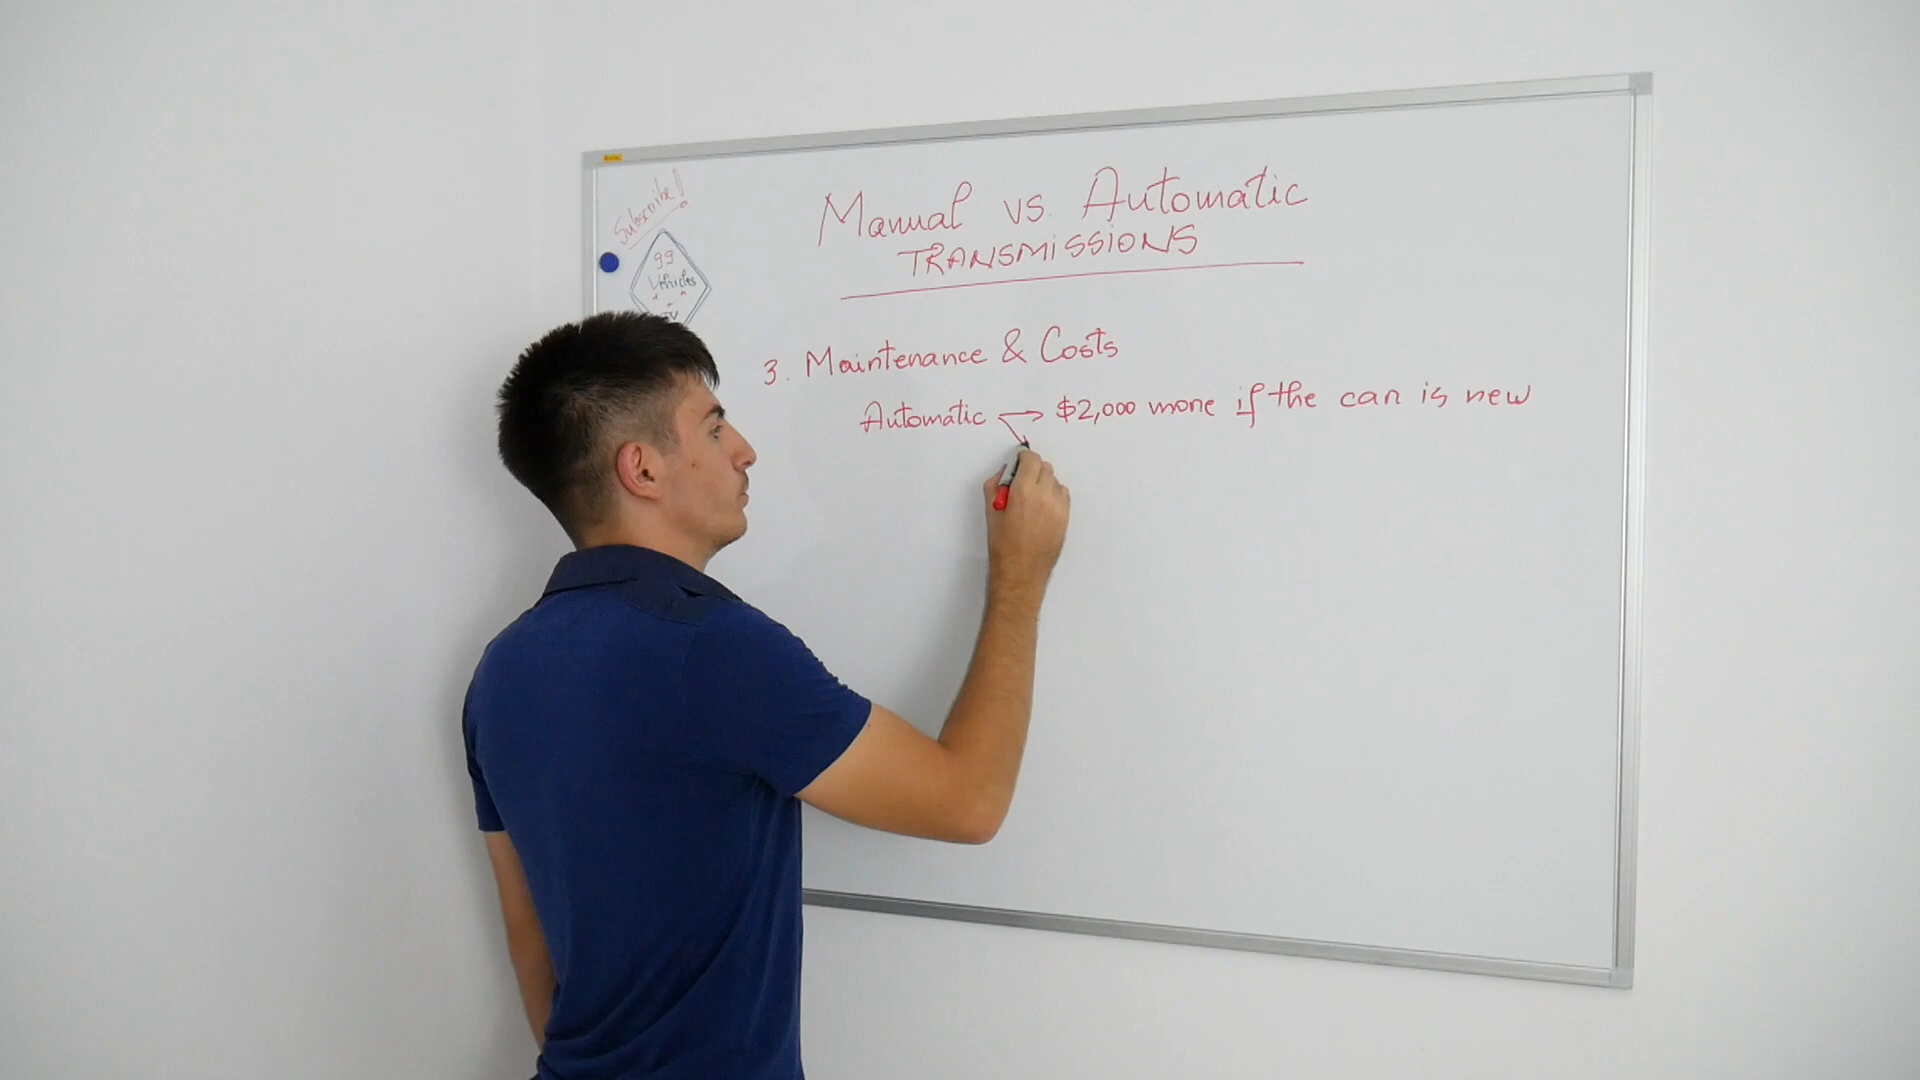 Subscribe!
99
Vehicles
TV
Manual vs. Automatic
TRANSMISSIONS
3. Maintenance & Costs
Automatic → $2,000 more if the car is new